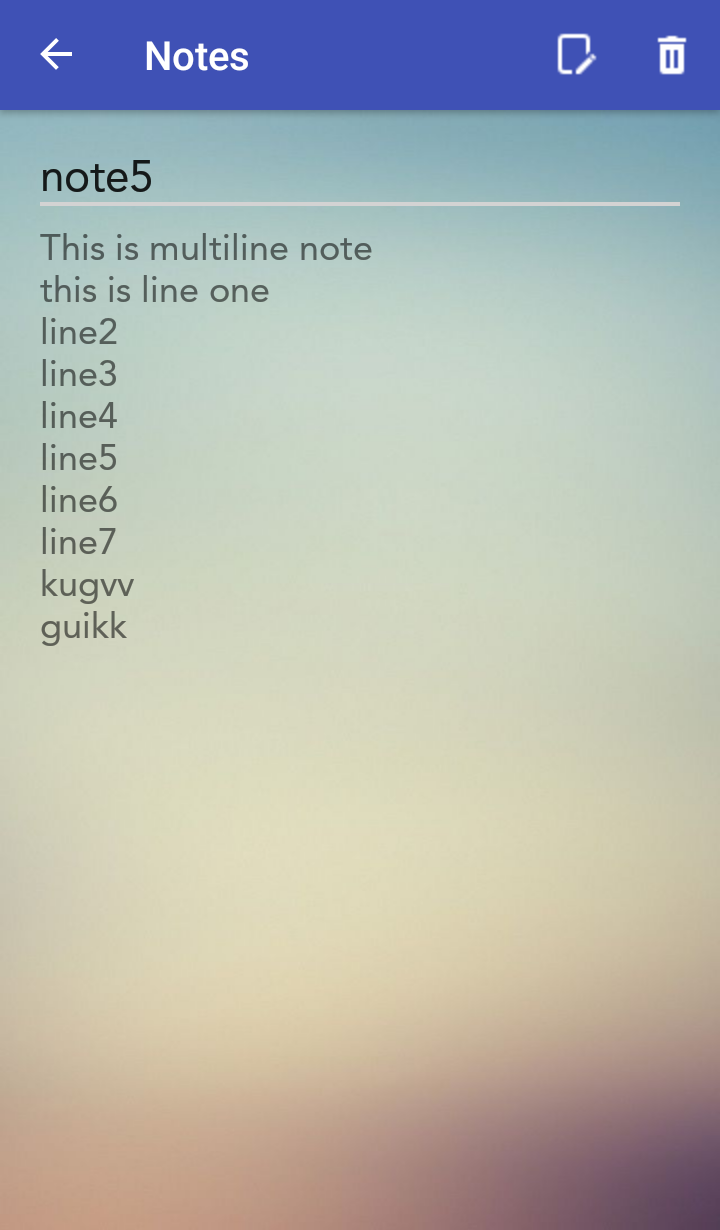 Notes
note5
This is multiline note
this is line one
line2
line3
line4
line5
line6
line7
kugvv
guikk